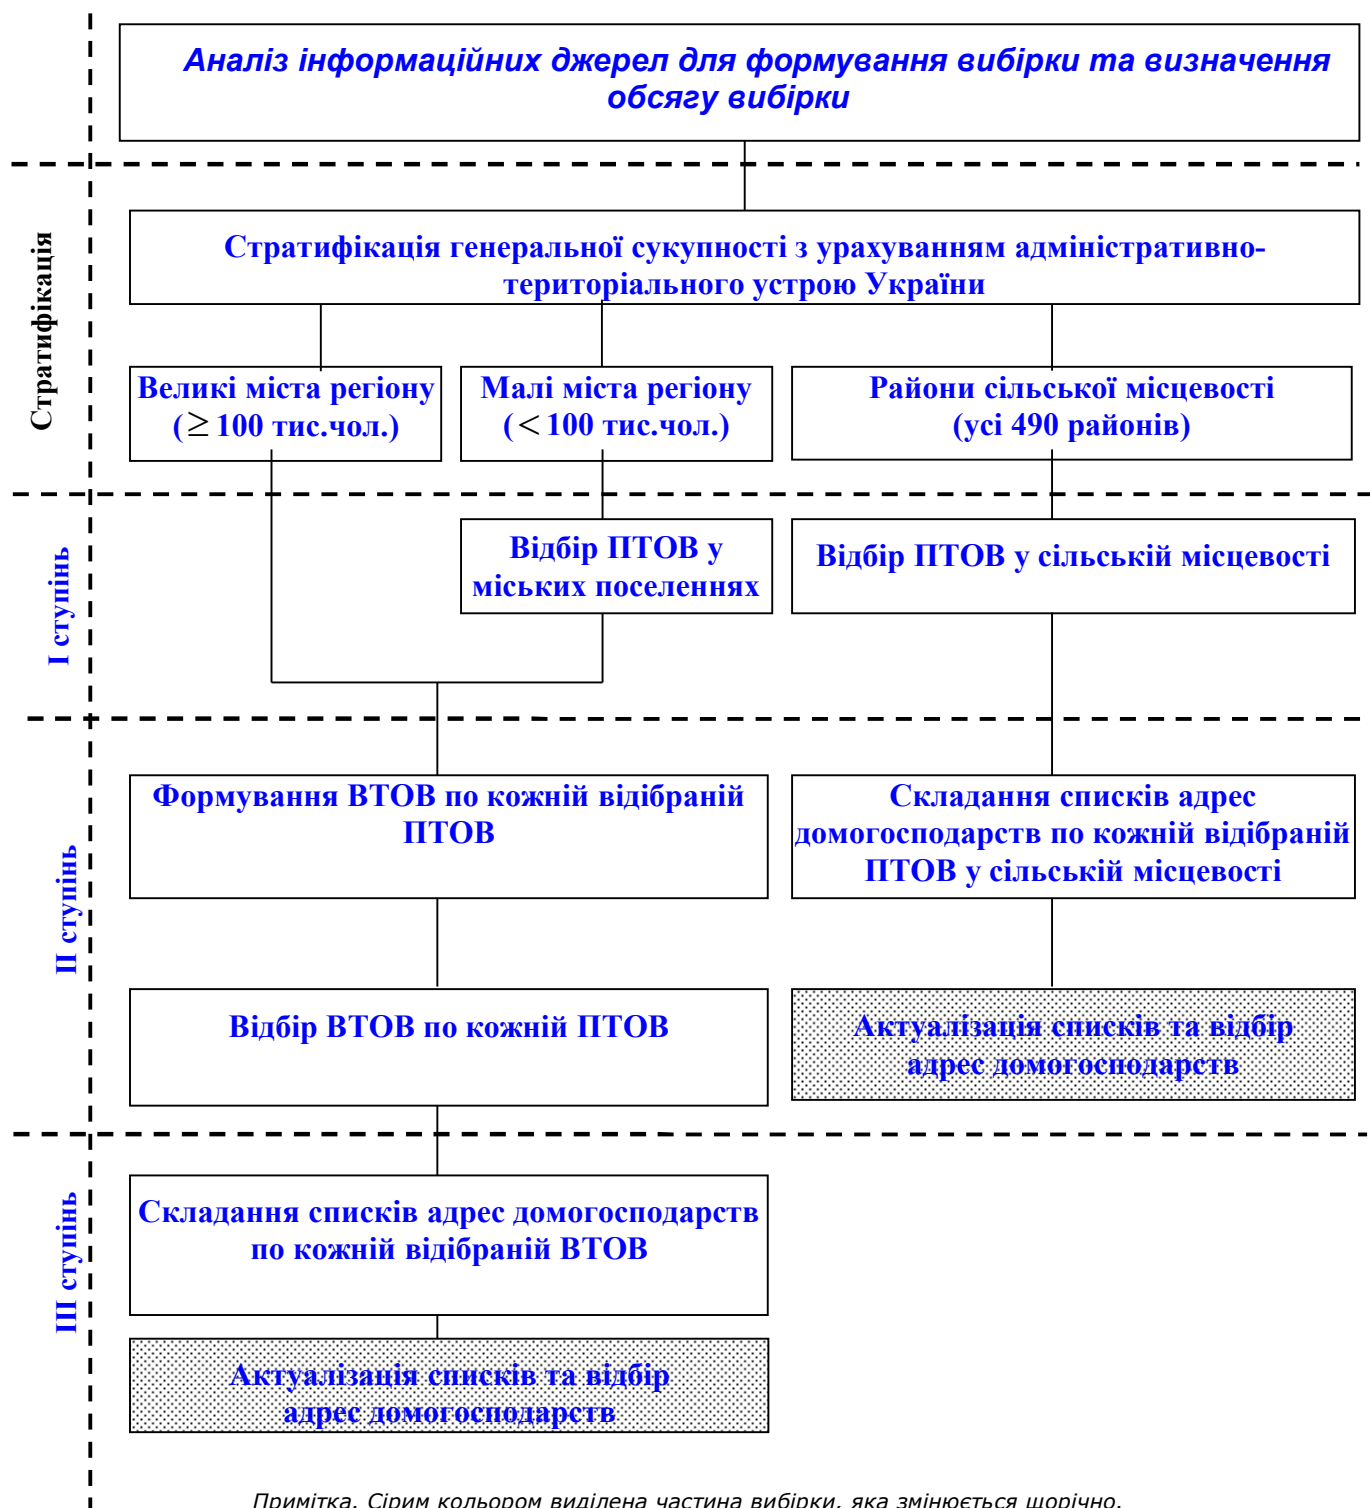 Аналіз інформаційних джерел для формування вибірки та визначення
обсягу вибірки
Стратифікація
Стратифікація генеральної сукупності з урахуванням адміністративно-
територіального устрою України
Великі міста регіону
(≥100 тис.чол.)
Малі міста регіону
(<100 тис.чол.)
Райони сільської місцевості
(усі 490 районів)
І ступінь
Відбір ПТОВ у
міських поселеннях
Відбір ПТОВ у сільській місцевості
ІІ ступінь
Формування ВТОВ по кожній відібраній
ПТОВ
Складання списків адрес
домогосподарств по кожній відібраній
ПТОВ у сільській місцевості
Відбір ВТОВ по кожній ПТОВ
Актуалізація списків та відбір
адрес домогосподарств
ІІІ ступінь
Складання списків адрес домогосподарств
по кожній відібраній ВТОВ
Актуалізація списків та відбір
адрес домогосподарств
Примітка. Сірим кольором виділена частина вибірки, яка змінюється щорічно.